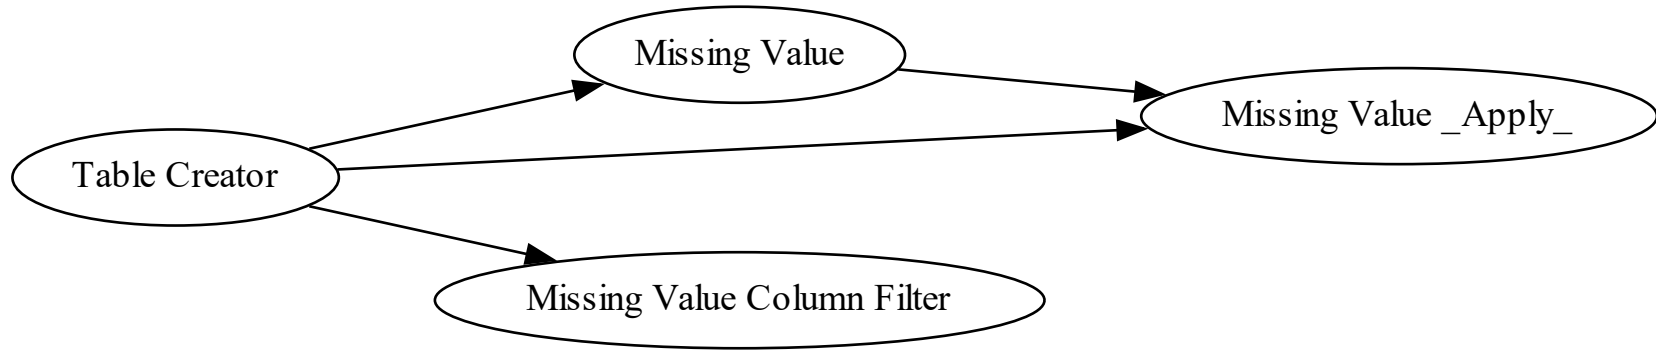 Missing Value
Missing Value _Apply_
Table Creator
Missing Value Column Filter